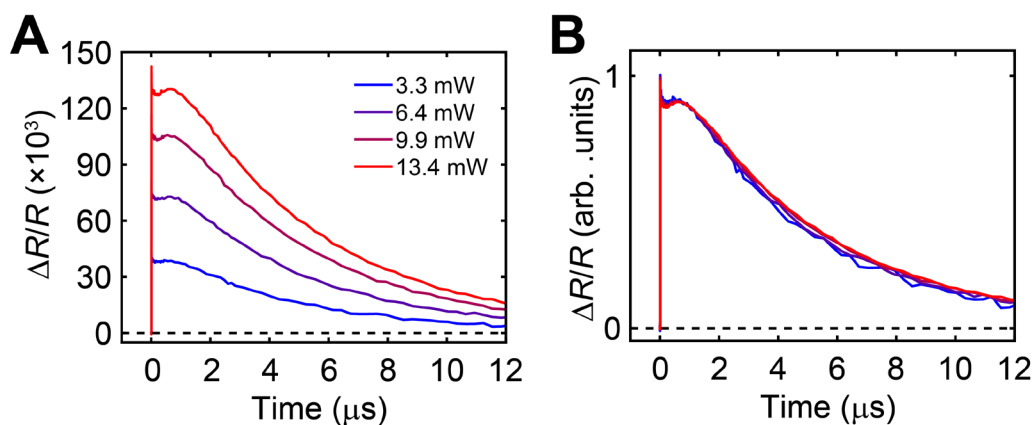 A
B
150
120
90
60
30
0
ΔR/R (×10³)
3.3 mW
6.4 mW
9.9 mW
13.4 mW
0 2 4 6 8 10 12
Time (μs)
1
0
ΔR/R (arb. .units)
0 2 4 6 8 10 12
Time (μs)